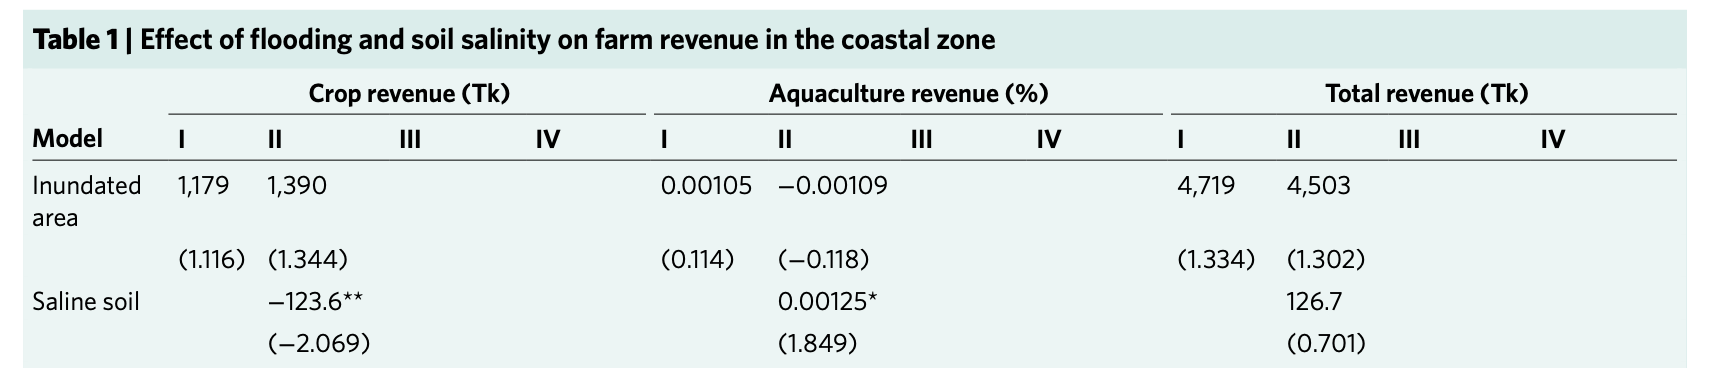 Table 1 | Effect of flooding and soil salinity on farm revenue in the coastal zone
Crop revenue (Tk) Aquaculture revenue (%) Total revenue (Tk)
Model I II III IV I II III IV I II III IV
Inundated area 1,179 1,390 0.00105 −0.00109 4,719 4,503
(1.116) (1.344) (0.114) (−0.118) (1.334) (1.302)
Saline soil −123.6** 0.00125* 126.7
(−2.069) (1.849) (0.701)